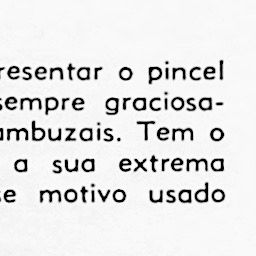 resentar o pincel
sempre graciosa-
ambuzais. Tem o
a sua extrema
se motivo usado